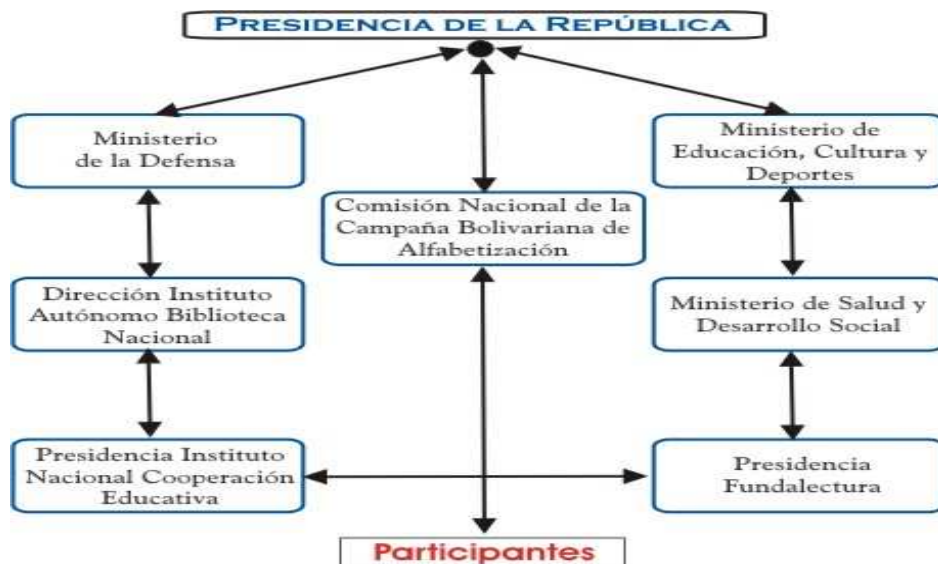 PRESIDENCIA DE LA REPÚBLICA
Ministerio
de la Defensa
Ministerio de
Educación, Cultura y
Deportes
Comisión Nacional de la
Campaña Bolivariana de
Alfabetización
Dirección Instituto
Autónomo Biblioteca
Nacional
Ministerio de Salud y
Desarrollo Social
Presidencia Instituto
Nacional Cooperación
Educativa
Presidencia
Fundalectura
Participantes